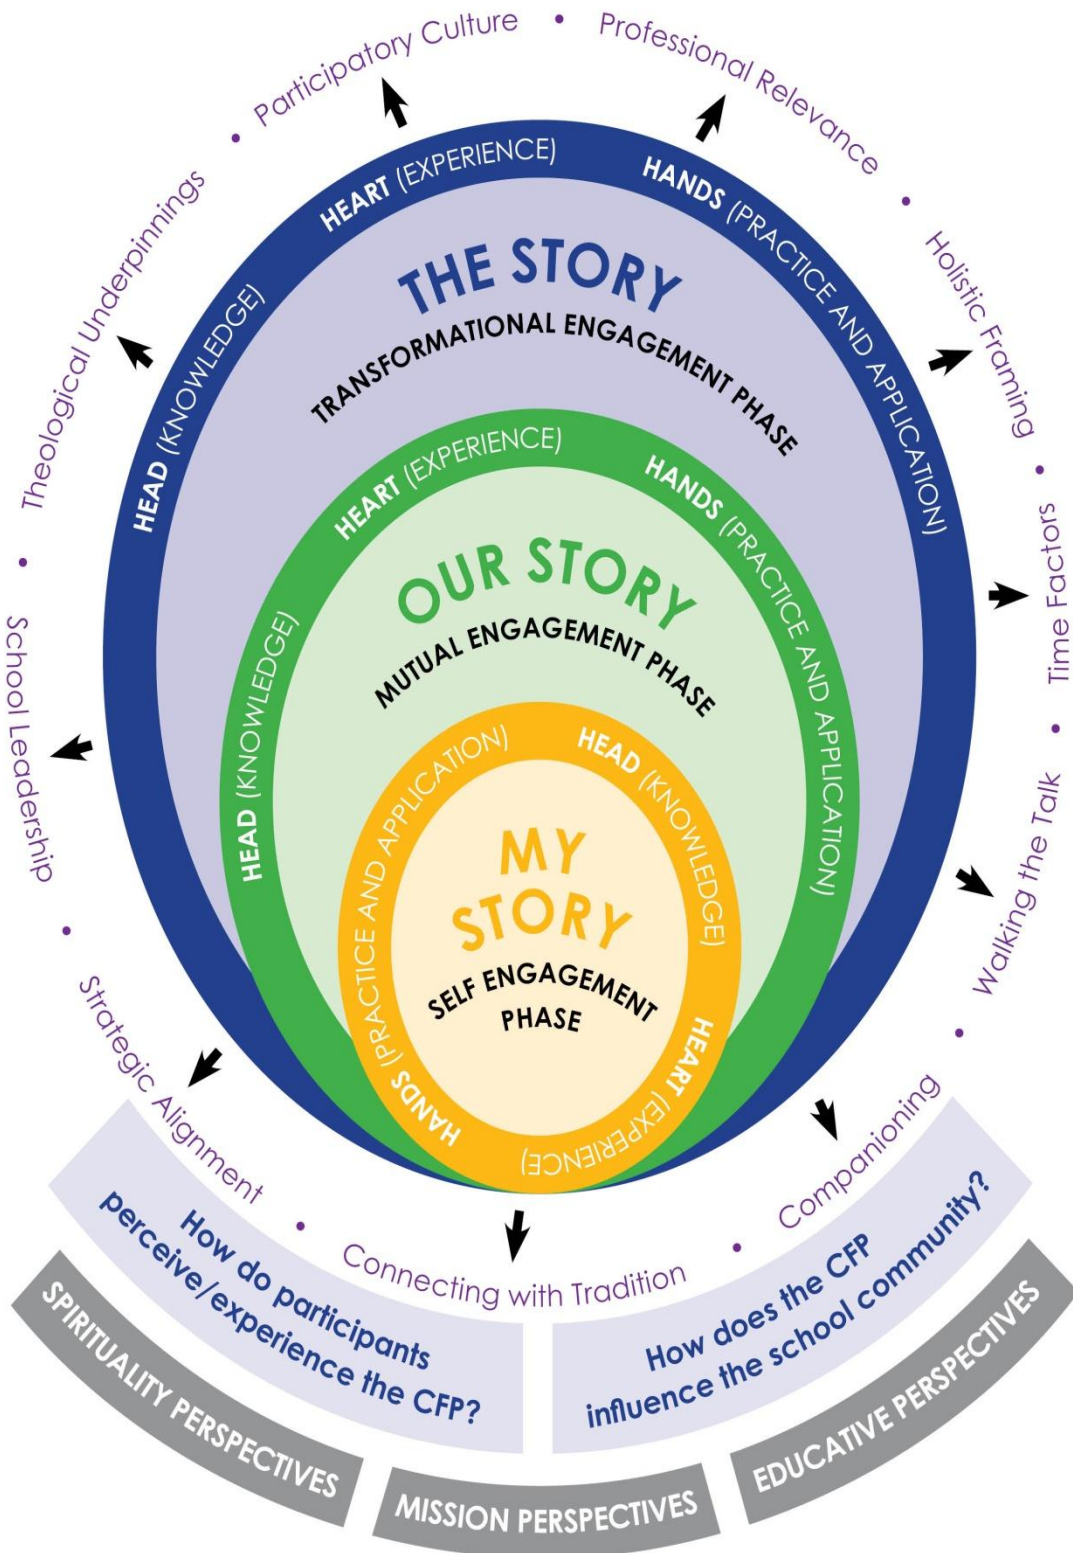 Participatory Culture • Professional Relevance • Holistic Framing • Time Factors • Walking the Talk • Companioning • Connecting with Tradition • Strategic Alignment • School Leadership • Theological Underpinnings •
HEAD (KNOWLEDGE)
HEART (EXPERIENCE)
HANDS (PRACTICE AND APPLICATION)
THE STORY
TRANSFORMATIONAL ENGAGEMENT PHASE
HEAD (KNOWLEDGE)
HEART (EXPERIENCE)
HANDS (PRACTICE AND APPLICATION)
OUR STORY
MUTUAL ENGAGEMENT PHASE
HEAD (KNOWLEDGE)
HEART (EXPERIENCE)
HANDS (PRACTICE AND APPLICATION)
MY
STORY
SELF ENGAGEMENT
PHASE
How do participants
perceive/experience the CFP?
How does the CFP
influence the school community?
SPIRITUALITY PERSPECTIVES
MISSION PERSPECTIVES
EDUCATIVE PERSPECTIVES